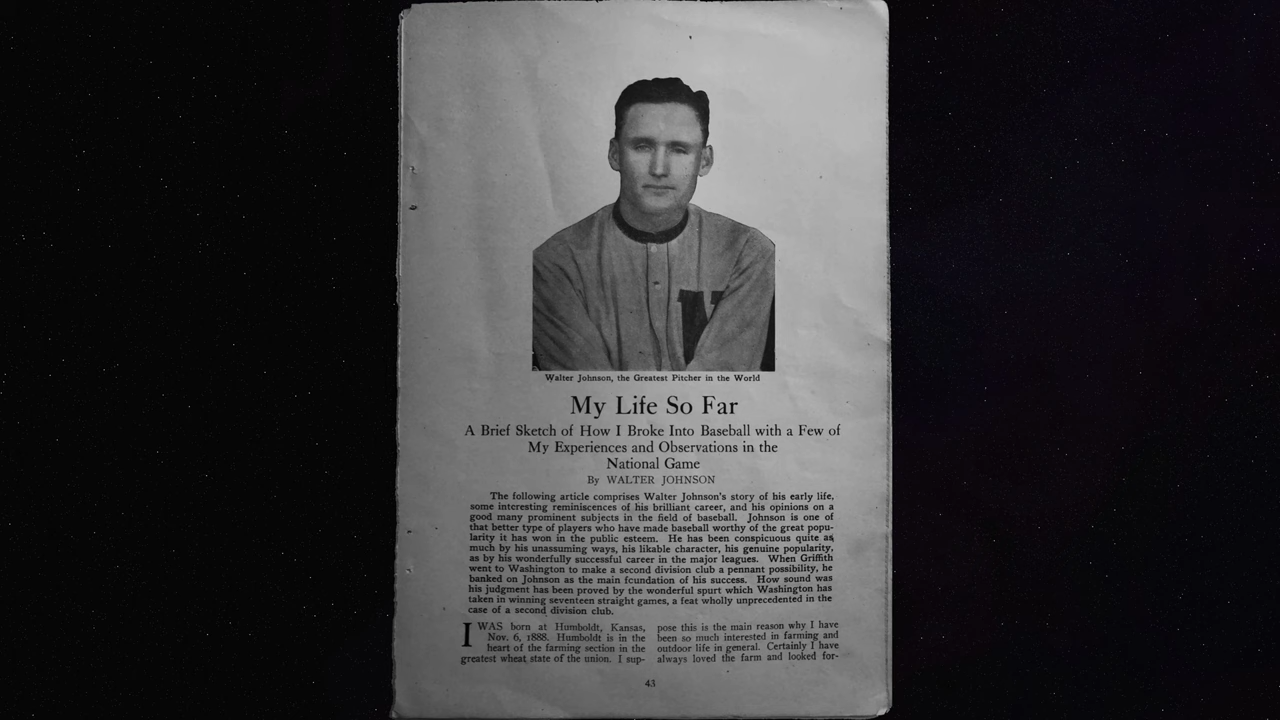 W
Walter Johnson, the Greatest Pitcher in the World
My Life So Far
A Brief Sketch of How I Broke Into Baseball with a Few of
My Experiences and Observations in the
National Game
By WALTER JOHNSON
The following article comprises Walter Johnson's story of his early life,
some interesting reminiscences of his brilliant career, and his opinions on a
good many prominent subjects in the field of baseball. Johnson is one of
that better type of players who have made baseball worthy of the great popu-
larity it has won in the public esteem. He has been conspicuous quite as
much by his unassuming ways, his likable character, his genuine popularity,
as by his wonderfully successful career in the major leagues. When Griffith
went to Washington to make a second division club a pennant possibility, he
banked on Johnson as the main foundation of his success. How sound was
his judgment has been proved by the wonderful spurt which Washington has
taken in winning seventeen straight games, a feat wholly unprecedented in the
case of a second division club.
I WAS born at Humboldt, Kansas,
Nov. 6, 1888. Humboldt is in the
heart of the farming section in the
greatest wheat state of the union. I sup-
pose this is the main reason why I have
been so much interested in farming and
outdoor life in general. Certainly I have
always loved the farm and looked for-
43